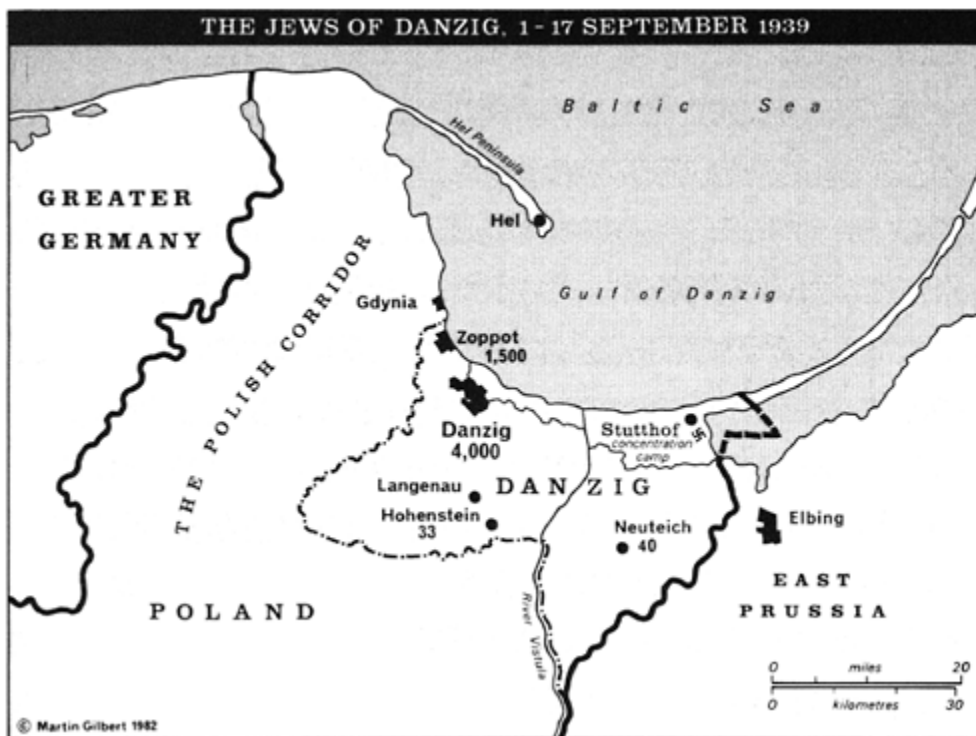 THE JEWS OF DANZIG, 1 - 17 SEPTEMBER 1939
Baltic Sea
Hel Peninsula
GREATER
GERMANY
Hel
THE POLISH CORRIDOR
Gulf of Danzig
Gdynia
Zoppot
1,500
Danzig
4,000
Stutthof
concentration
camp
Langenau
DANZIG
Hohenstein
33
Neuteich
40
Elbing
EAST
PRUSSIA
POLAND
River Vistula
0 miles 20
0 kilometres 30
© Martin Gilbert 1982